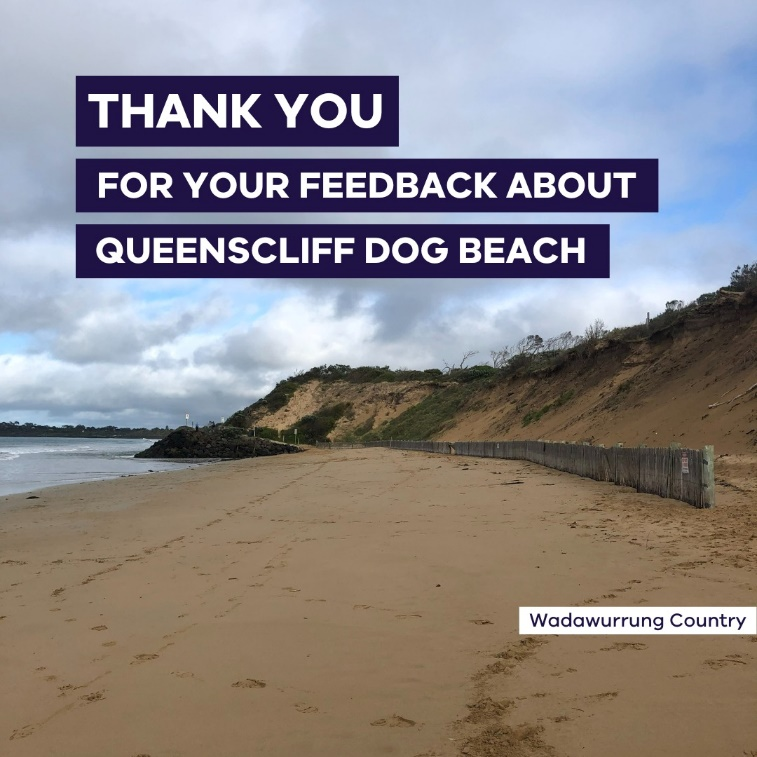 THANK YOU
FOR YOUR FEEDBACK ABOUT
QUEENSCLIFF DOG BEACH
Wadawurrung Country